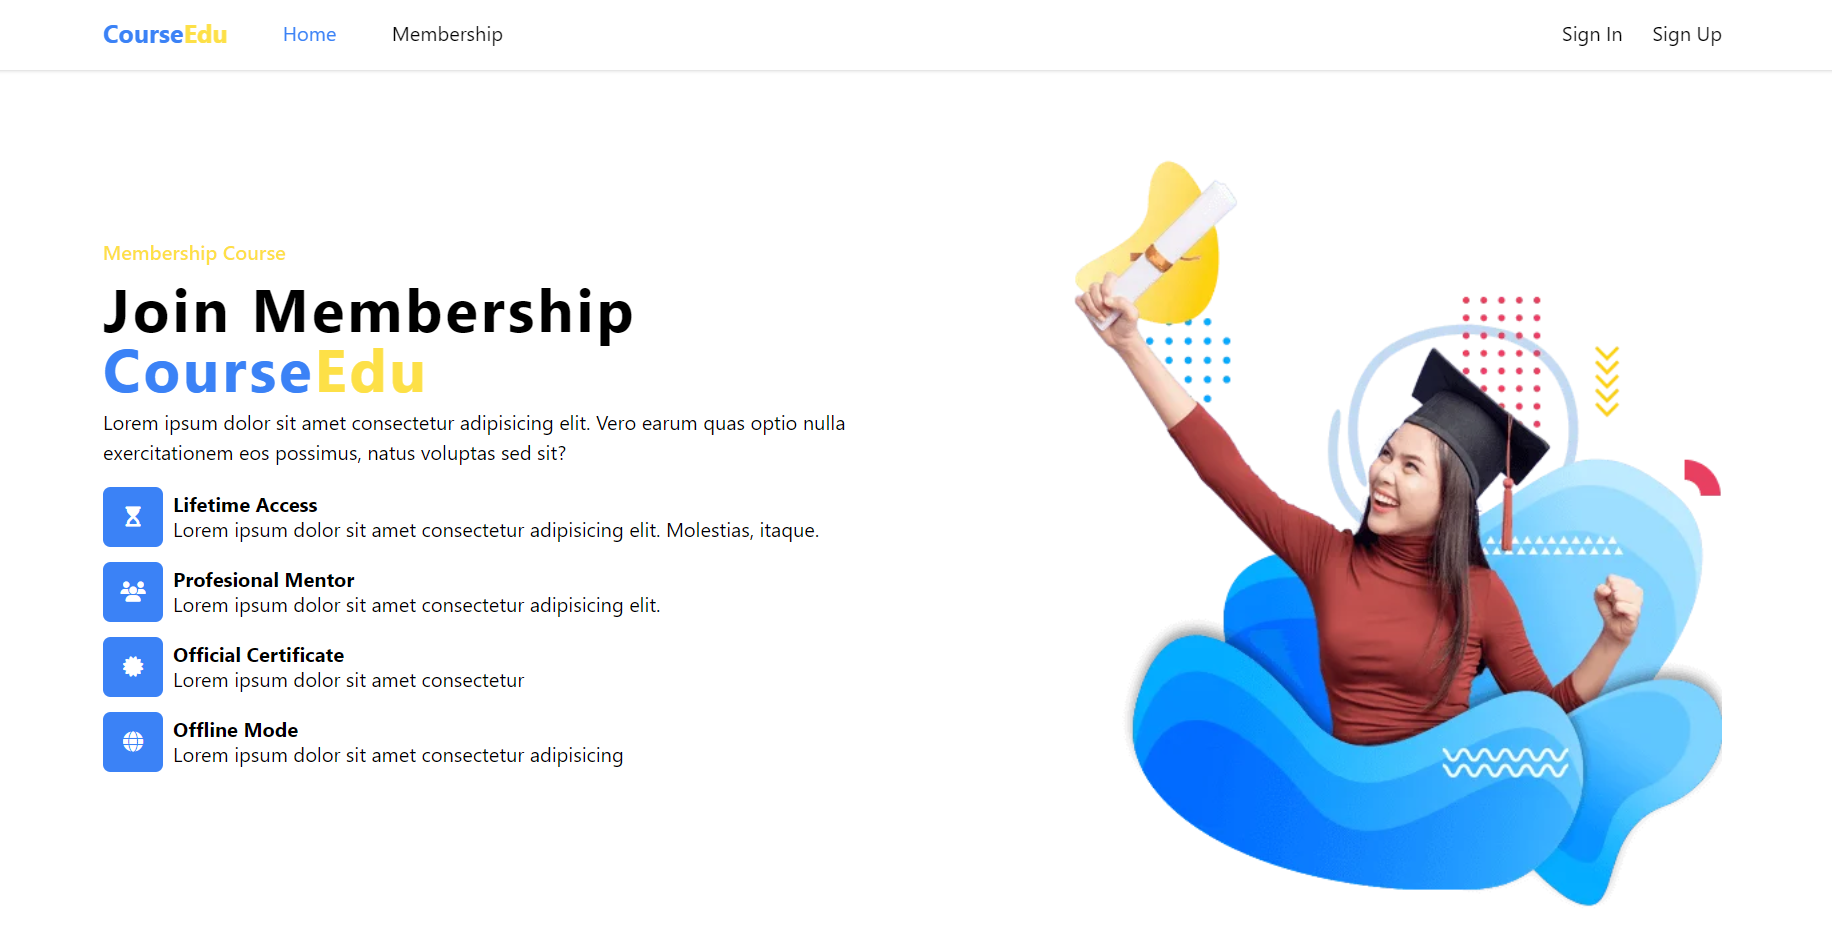 CourseEdu Home Membership Sign In Sign Up
Membership Course
Join Membership
CourseEdu
Lorem ipsum dolor sit amet consectetur adipisicing elit. Vero earum quas optio nulla
exercitationem eos possimus, natus voluptas sed sit?
Lifetime Access
Lorem ipsum dolor sit amet consectetur adipisicing elit. Molestias, itaque.
Profesional Mentor
Lorem ipsum dolor sit amet consectetur adipisicing elit.
Official Certificate
Lorem ipsum dolor sit amet consectetur
Offline Mode
Lorem ipsum dolor sit amet consectetur adipisicing